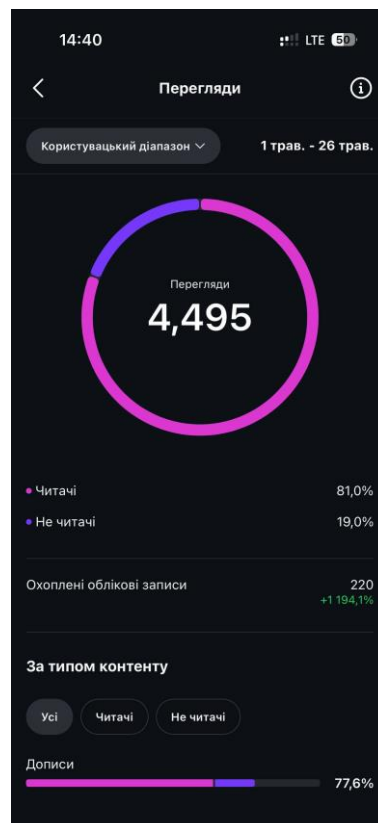 14:40 LTE 50
Перегляди
Користувацький діапазон 1 трав. - 26 трав.
Перегляди
4,495
Читачі 81,0%
Не читачі 19,0%
Охоплені облікові записи 220
+1 194,1%
За типом контенту
Усі Читачі Не читачі
Дописи
77,6%